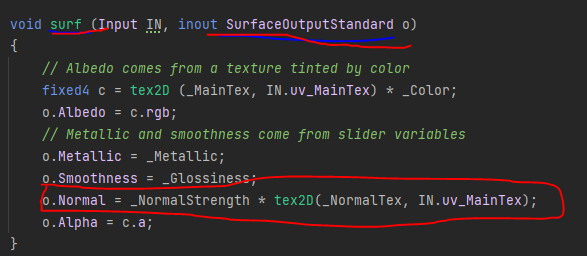 void surf (Input IN, inout SurfaceOutputStandard o)
{
// Albedo comes from a texture tinted by color
fixed4 c = tex2D (_MainTex, IN.uv_MainTex) * _Color;
o.Albedo = c.rgb;
// Metallic and smoothness come from slider variables
o.Metallic = _Metallic;
o.Smoothness = _Glossiness;
o.Normal = _NormalStrength * tex2D(_NormalTex, IN.uv_MainTex);
o.Alpha = c.a;
}